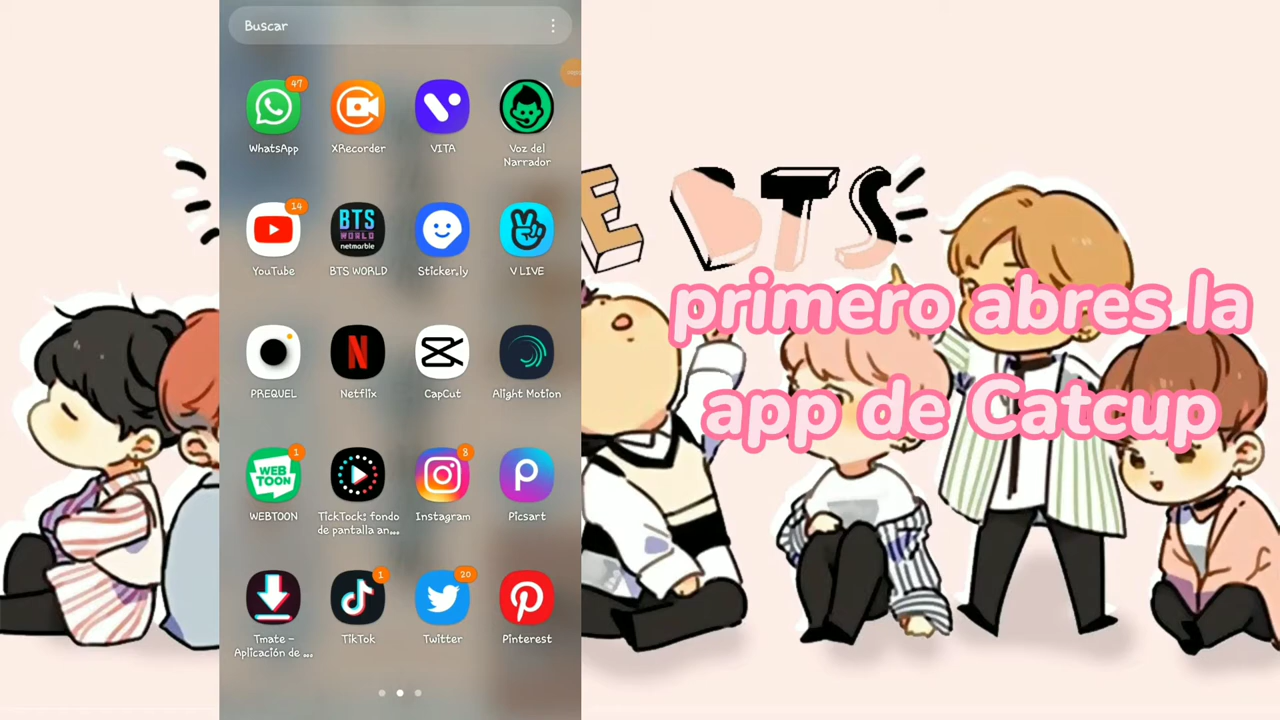 Buscar
47
WhatsApp
XRecorder
VITA
Voz del
Narrador
14
YouTube
BTS
WORLD
netmarble
BTS WORLD
Sticker.ly
V LIVE
PREQUEL
N
Netflix
CapCut
Alight Motion
1
WEB
TOON
WEBTOON
TickTock: fondo
de pantalla an...
8
Instagram
P
Picsart
Tmate -
Aplicación de ...
1
TikTok
20
Twitter
Pinterest
E BTS
primero abres la
app de Catcup